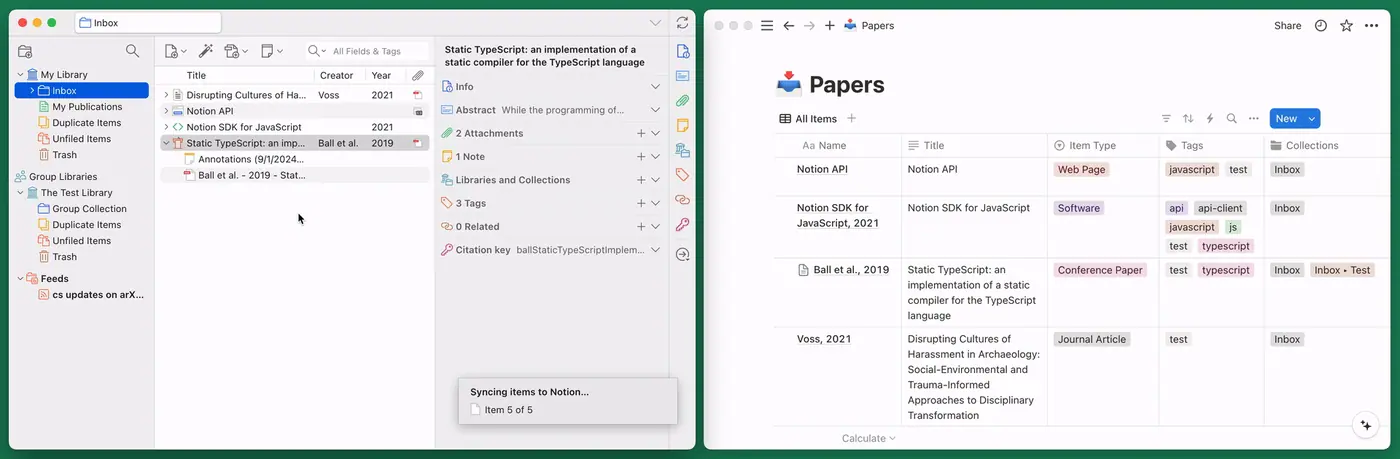 Inbox
All Fields & Tags
My Library
Inbox
My Publications
Duplicate Items
Unfiled Items
Trash
Group Libraries
The Test Library
Group Collection
Duplicate Items
Unfiled Items
Trash
Feeds
cs updates on arX...
Title Creator Year
Disrupting Cultures of Ha... Voss 2021
Notion API
Notion SDK for JavaScript 2021
Static TypeScript: an imp... Ball et al. 2019
Annotations (9/1/2024...
Ball et al. - 2019 - Stat...
Static TypeScript: an implementation of a
static compiler for the TypeScript language
Info
Abstract While the programming of...
2 Attachments
1 Note
Libraries and Collections
3 Tags
0 Related
Citation key ballStaticTypeScriptImplem...
Syncing items to Notion...
Item 5 of 5
Papers
Share
Papers
All Items
New
Aa Name Title Item Type Tags Collections
Notion API Notion API Web Page javascript test Inbox
Notion SDK for Notion SDK for JavaScript Software api api-client Inbox
JavaScript, 2021 javascript js
test typescript
Ball et al., 2019 Static TypeScript: an Conference Paper test typescript Inbox Inbox ▸ Test
implementation of a static
compiler for the TypeScript
language
Voss, 2021 Disrupting Cultures of Journal Article test Inbox
Harassment in Archaeology:
Social-Environmental and
Trauma-Informed
Approaches to Disciplinary
Transformation
Calculate